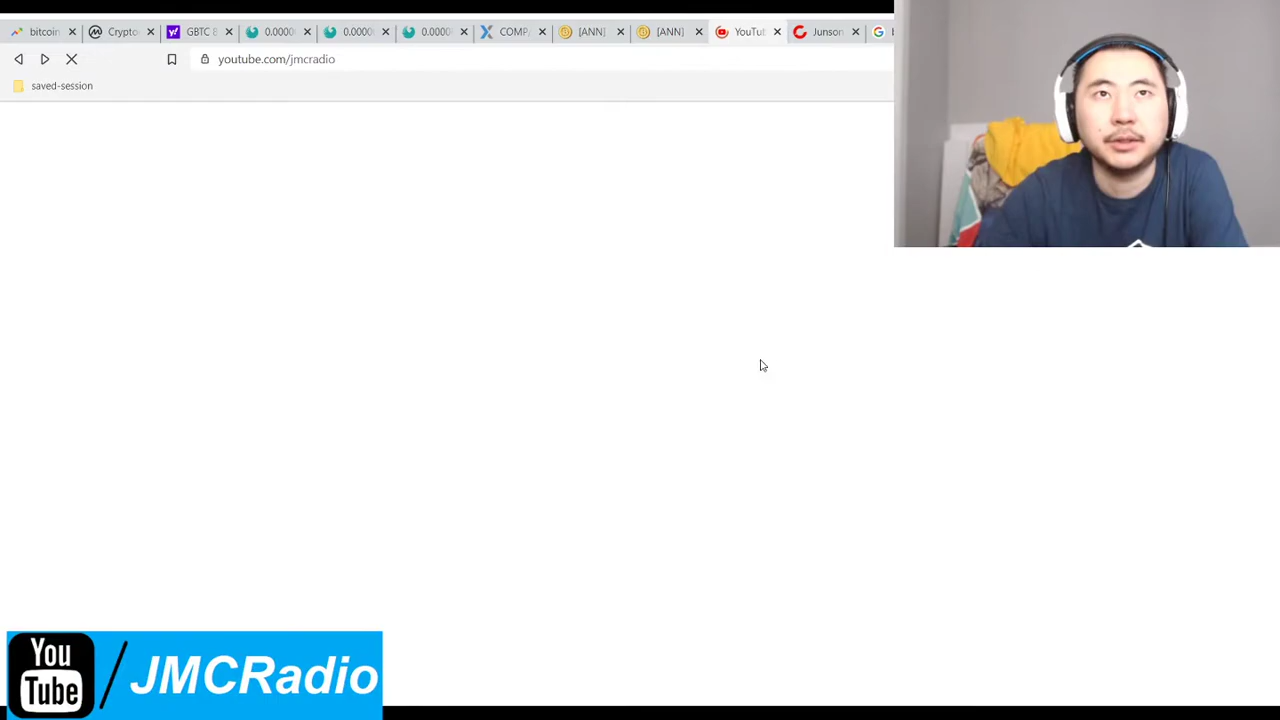 bitcoin Crypto GBTC & 0.0000 0.0000 0.0000 COMP. [ANN] [ANN] YouTu Junson
youtube.com/jmcradio
saved-session
You
Tube / JMCRadio